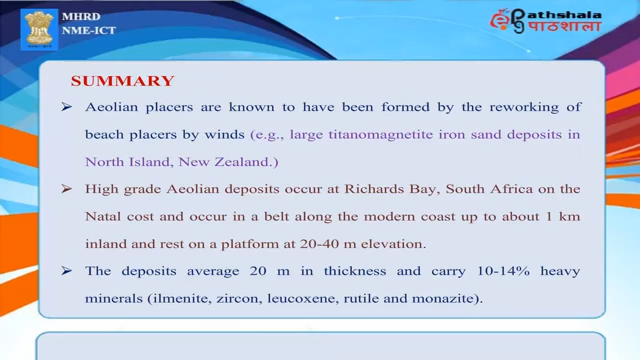 MHRD
NME-ICT
ePathshala
पाठशाला
SUMMARY
➢ Aeolian placers are known to have been formed by the reworking of
beach placers by winds (e.g., large titanomagnetite iron sand deposits in
North Island, New Zealand.)
➢ High grade Aeolian deposits occur at Richards Bay, South Africa on the
Natal cost and occur in a belt along the modern coast up to about 1 km
inland and rest on a platform at 20-40 m elevation.
➢ The deposits average 20 m in thickness and carry 10-14% heavy
minerals (ilmenite, zircon, leucoxene, rutile and monazite).